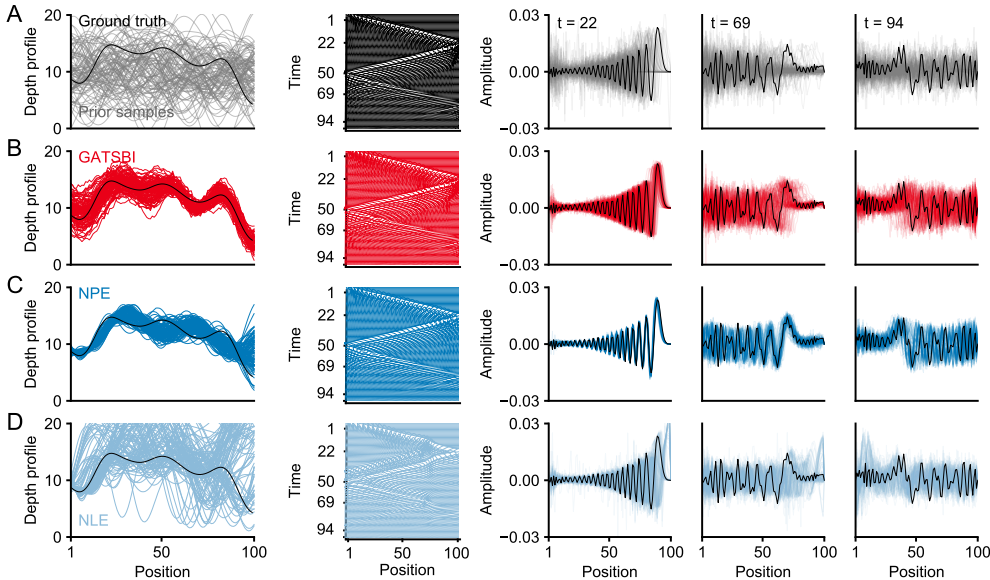 A
Depth profile
20
10
0
Ground truth
Prior samples
Time
1
22
50
69
94
Amplitude
0.03
0.00
−0.03
t = 22
t = 69
t = 94
B
Depth profile
20
10
0
GATSBI
Time
1
22
50
69
94
Amplitude
0.03
0.00
−0.03
C
Depth profile
20
10
0
NPE
Time
1
22
50
69
94
Amplitude
0.03
0.00
−0.03
D
Depth profile
20
10
0
NLE
Time
1
22
50
69
94
Amplitude
0.03
0.00
−0.03
1 50 100
1 50 100
1 50 100
1 50 100
1 50 100
Position
Position
Position
Position
Position